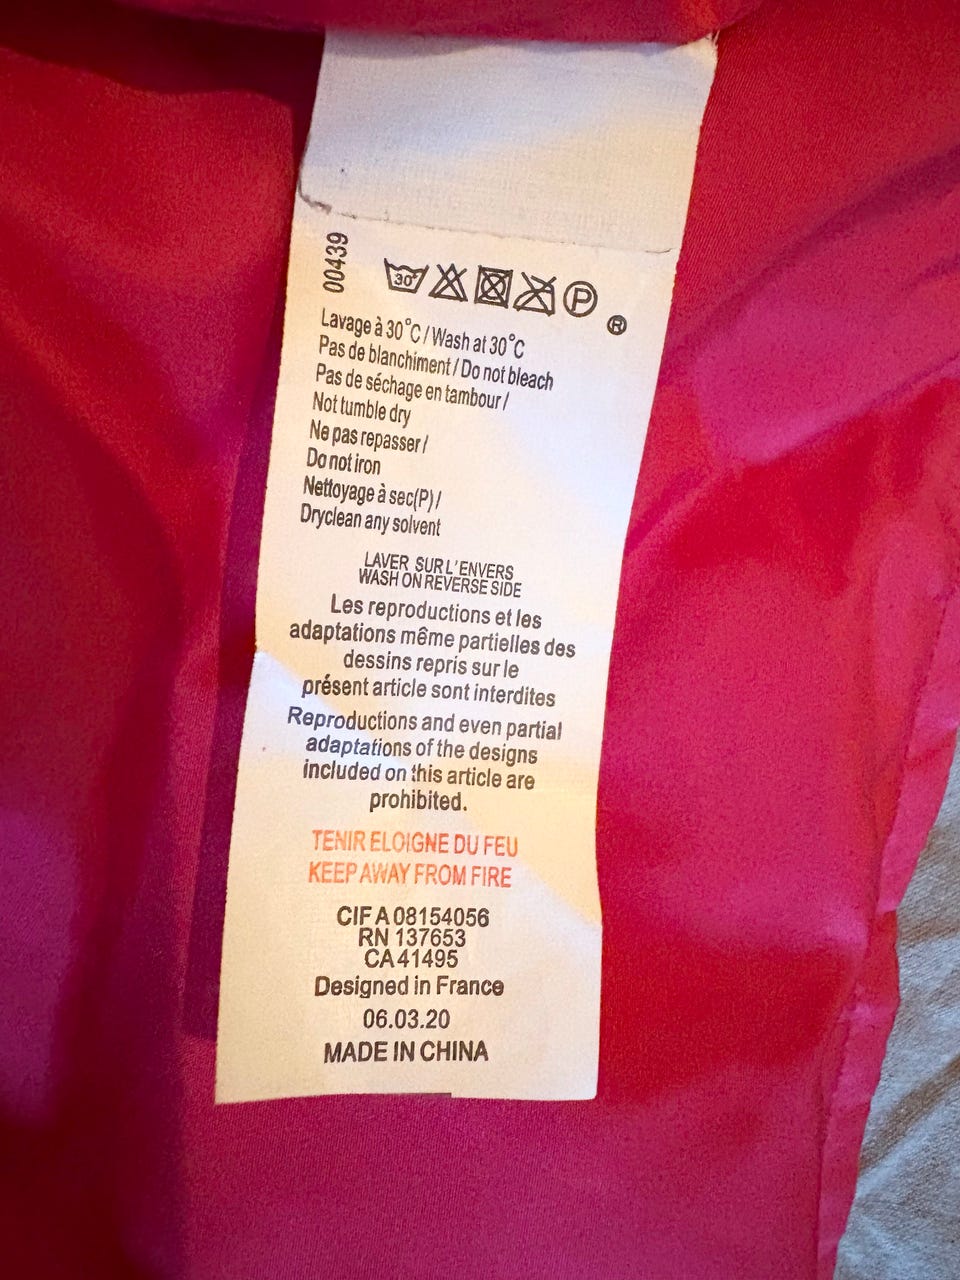 00439
30°
P
®
Lavage à 30°C / Wash at 30°C
Pas de blanchiment / Do not bleach
Pas de séchage en tambour /
Not tumble dry
Ne pas repasser /
Do not iron
Nettoyage à sec(P) /
Dryclean any solvent
LAVER SUR L'ENVERS
WASH ON REVERSE SIDE
Les reproductions et les
adaptations même partielles des
dessins repris sur le
présent article sont interdites
Reproductions and even partial
adaptations of the designs
included on this article are
prohibited.
TENIR ELOIGNE DU FEU
KEEP AWAY FROM FIRE
CIF A08154056
RN 137653
CA 41495
Designed in France
06.03.20
MADE IN CHINA